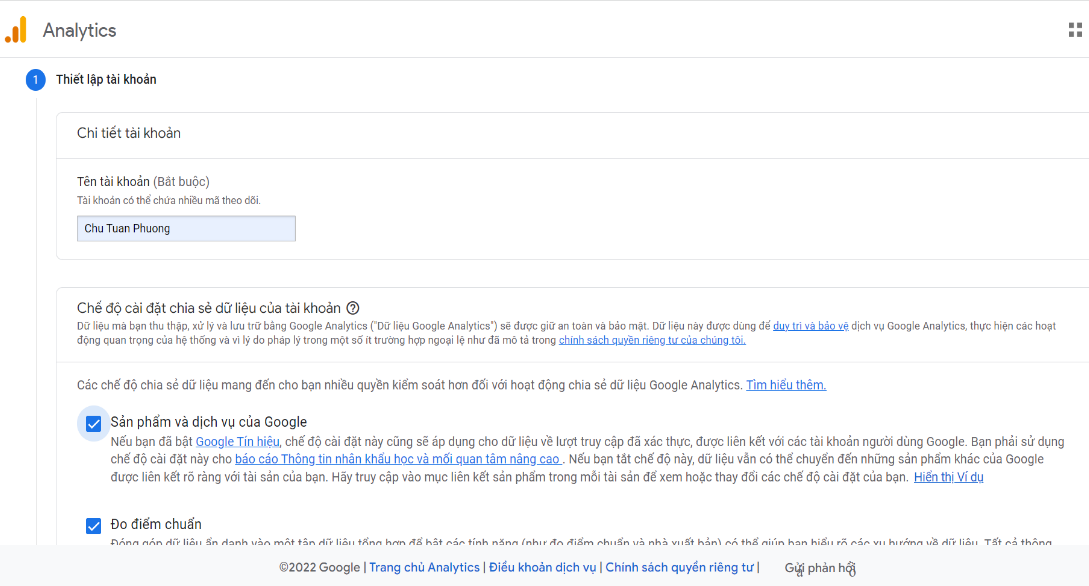 Analytics
1 Thiết lập tài khoản
Chi tiết tài khoản
Tên tài khoản (Bắt buộc)
Tài khoản có thể chứa nhiều mã theo dõi.
Chu Tuan Phuong
Chế độ cài đặt chia sẻ dữ liệu của tài khoản ?
Dữ liệu mà bạn thu thập, xử lý và lưu trữ bằng Google Analytics ("Dữ liệu Google Analytics") sẽ được giữ an toàn và bảo mật. Dữ liệu này được dùng để duy trì và bảo vệ dịch vụ Google Analytics, thực hiện các hoạt
động quan trọng của hệ thống và vì lý do pháp lý trong một số ít trường hợp ngoại lệ như đã mô tả trong chính sách quyền riêng tư của chúng tôi.
Các chế độ chia sẻ dữ liệu mang đến cho bạn nhiều quyền kiểm soát hơn đối với hoạt động chia sẻ dữ liệu Google Analytics. Tìm hiểu thêm.
Sản phẩm và dịch vụ của Google
Nếu bạn đã bật Google Tín hiệu, chế độ cài đặt này cũng sẽ áp dụng cho dữ liệu về lượt truy cập đã xác thực, được liên kết với các tài khoản người dùng Google. Bạn phải sử dụng
chế độ cài đặt này cho báo cáo Thông tin nhân khẩu học và mối quan tâm nâng cao . Nếu bạn tắt chế độ này, dữ liệu vẫn có thể chuyển đến những sản phẩm khác của Google
được liên kết rõ ràng với tài sản của bạn. Hãy truy cập vào mục liên kết sản phẩm trong mỗi tài sản để xem hoặc thay đổi các chế độ cài đặt của bạn. Hiển thị Ví dụ
Đo điểm chuẩn
Đóng góp dữ liệu ẩn danh vào một tập dữ liệu tổng hợp để bật các tính năng (như đo điểm chuẩn và nhà xuất bản) có thể giúp bạn hiểu rõ các xu hướng về dữ liệu. Tất cả thông
©2022 Google | Trang chủ Analytics | Điều khoản dịch vụ | Chính sách quyền riêng tư | Gửi phản hồi